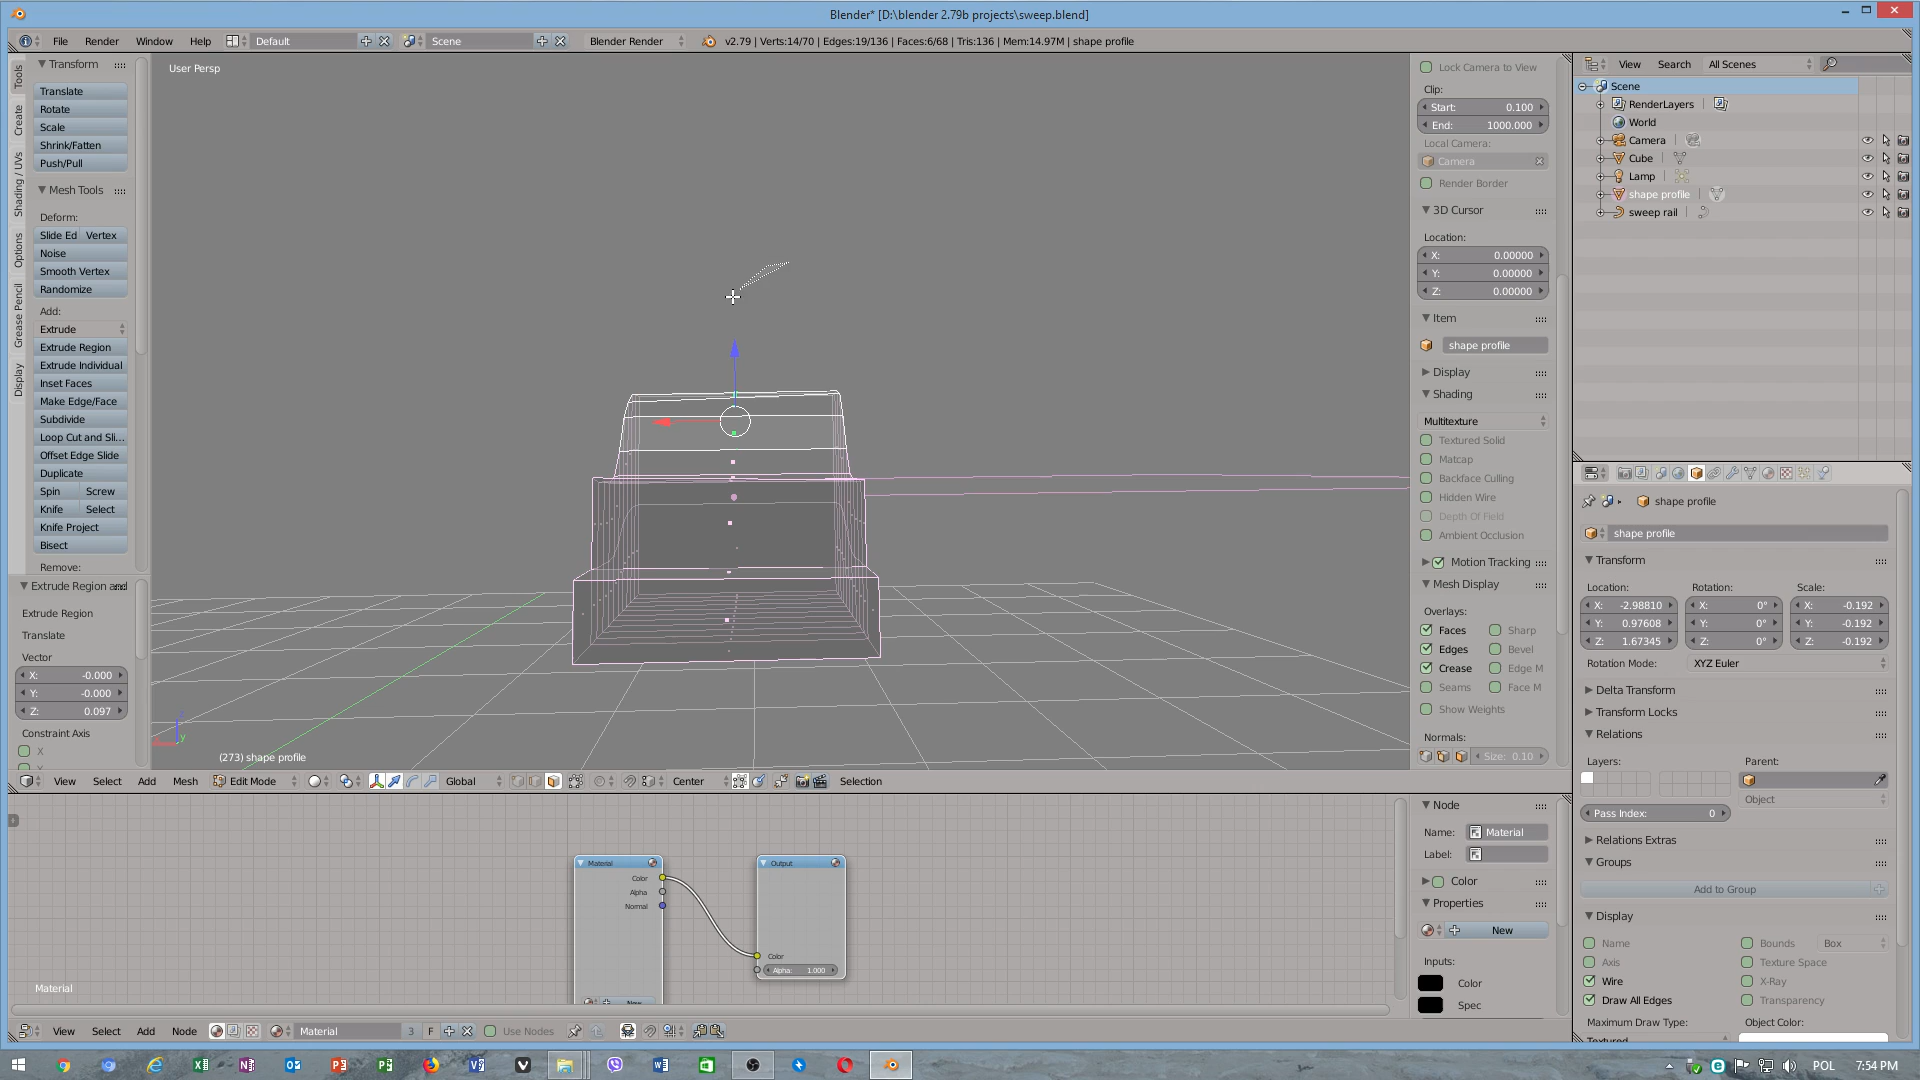 Blender* [D:\blender 2.79b projects\sweep.blend]
File Render Window Help Default Scene Blender Render v2.79 | Verts:14/70 | Edges:19/136 | Faces:6/68 | Tris:136 | Mem:14.97M | shape profile
Tools
Create
Shading / UVs
Options
Grease Pencil
Display
Transform
Translate
Rotate
Scale
Shrink/Fatten
Push/Pull
Mesh Tools
Deform:
Slide Ed Vertex
Noise
Smooth Vertex
Randomize
Add:
Extrude
Extrude Region
Extrude Individual
Inset Faces
Make Edge/Face
Subdivide
Loop Cut and Sli...
Offset Edge Slide
Duplicate
Spin Screw
Knife Select
Knife Project
Bisect
Remove:
Extrude Region and
Extrude Region
Translate
Vector
X: -0.000
Y: -0.000
Z: 0.097
Constraint Axis
X
User Persp
(273) shape profile
y
Lock Camera to View
Clip:
Start: 0.100
End: 1000.000
Local Camera:
Camera
Render Border
3D Cursor
Location:
X: 0.00000
Y: 0.00000
Z: 0.00000
Item
shape profile
Display
Shading
Multitexture
Textured Solid
Matcap
Backface Culling
Hidden Wire
Depth Of Field
Ambient Occlusion
Motion Tracking
Mesh Display
Overlays:
Faces Sharp
Edges Bevel
Crease Edge M
Seams Face M
Show Weights
Normals:
Size: 0.10
View Search All Scenes
Scene
RenderLayers
World
Camera
Cube
Lamp
shape profile
sweep rail
shape profile
shape profile
Transform
Location: Rotation: Scale:
X: -2.98810 X: 0° X: -0.192
Y: 0.97608 Y: 0° Y: -0.192
Z: 1.67345 Z: 0° Z: -0.192
Rotation Mode: XYZ Euler
Delta Transform
Transform Locks
Relations
Layers: Parent:
Object
Pass Index: 0
Relations Extras
Groups
Add to Group
Display
Name Bounds Box
Axis Texture Space
Wire X-Ray
Draw All Edges Transparency
Maximum Draw Type: Object Color:
Textured
View Select Add Mesh Edit Mode Global Center Selection
Material
Color
Alpha
Normal
New
Output
Color
Alpha: 1.000
Material
Node
Name: Material
Label:
Color
Properties
New
Inputs:
Color
Spec
View Select Add Node Material 3 F Use Nodes
POL 7:54 PM